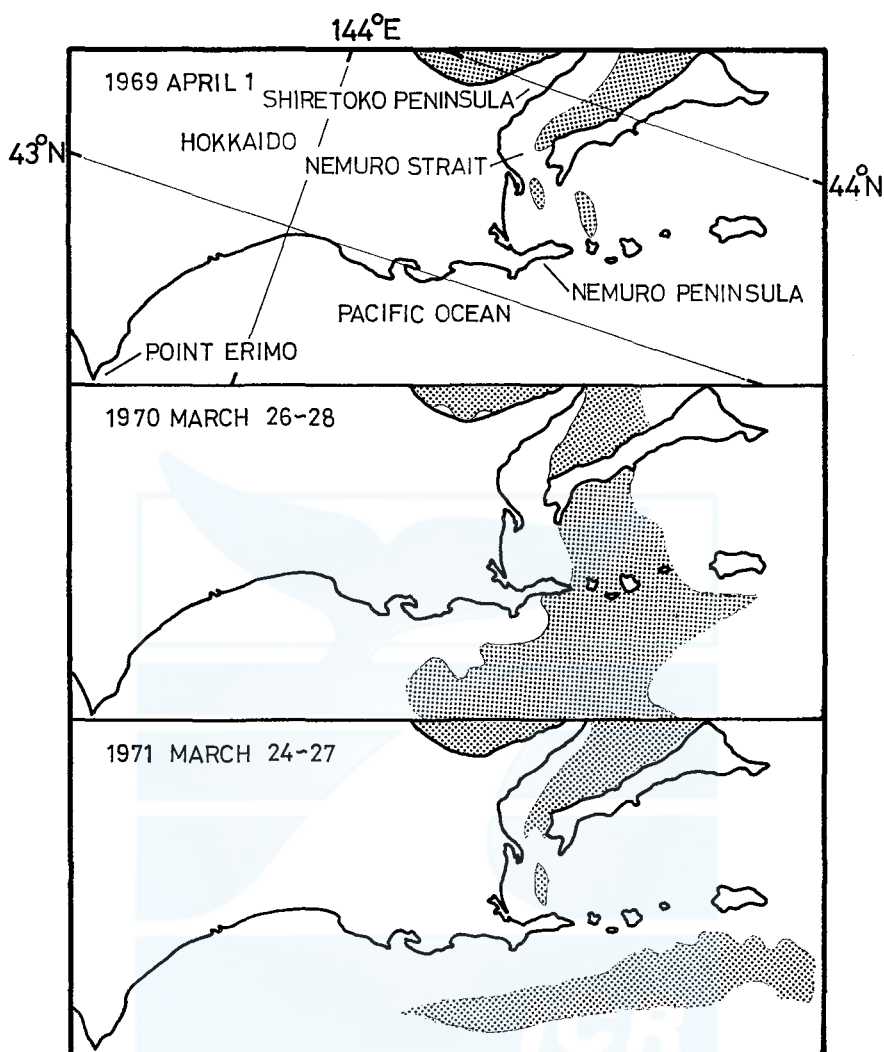 144°E
1969 APRIL 1
SHIRETOKO PENINSULA
HOKKAIDO
43°N
NEMURO STRAIT
44°N
NEMURO PENINSULA
PACIFIC OCEAN
POINT ERIMO
1970 MARCH 26~28
1971 MARCH 24~27
ICR